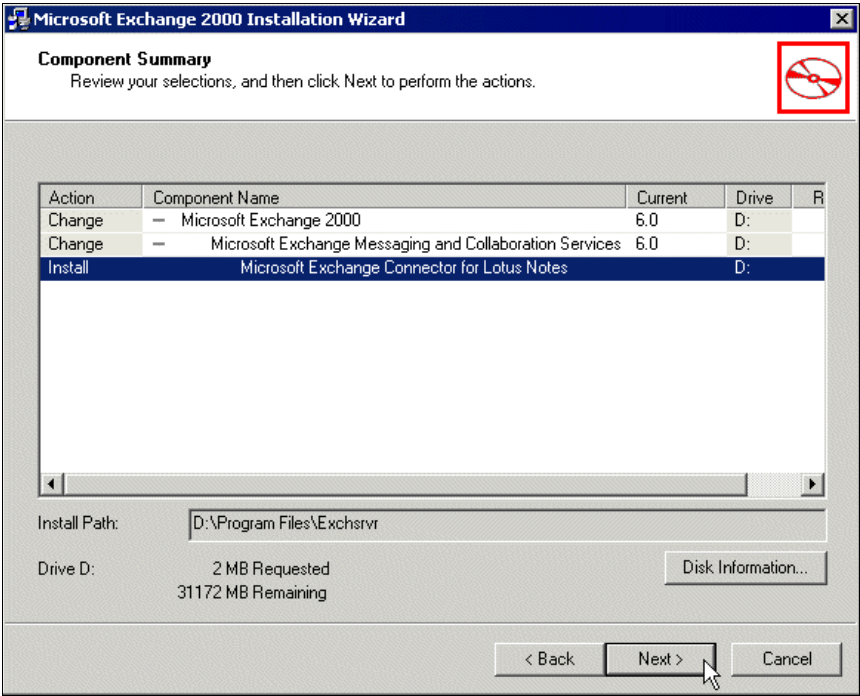 Microsoft Exchange 2000 Installation Wizard
Component Summary
Review your selections, and then click Next to perform the actions.
Action Component Name Current Drive R
Change Microsoft Exchange 2000 6.0 D:
Change Microsoft Exchange Messaging and Collaboration Services 6.0 D:
Install Microsoft Exchange Connector for Lotus Notes D:
Install Path: D:\Program Files\Exchsrvr
Drive D: 2 MB Requested Disk Information...
31172 MB Remaining
< Back Next > Cancel